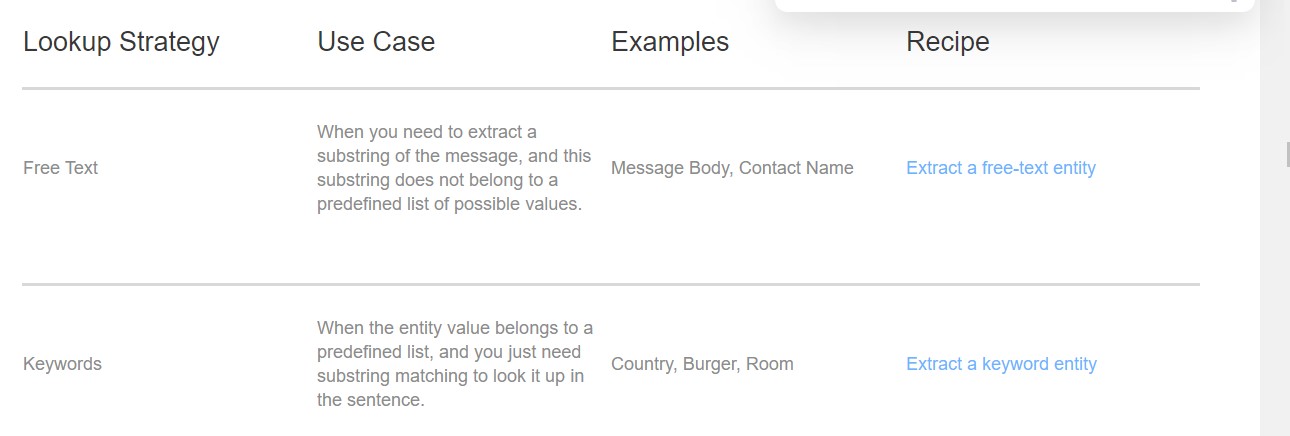 Lookup Strategy Use Case Examples Recipe
Free Text
When you need to extract a
substring of the message, and this
substring does not belong to a
predefined list of possible values.
Message Body, Contact Name
Extract a free-text entity
Keywords
When the entity value belongs to a
predefined list, and you just need
substring matching to look it up in
the sentence.
Country, Burger, Room
Extract a keyword entity